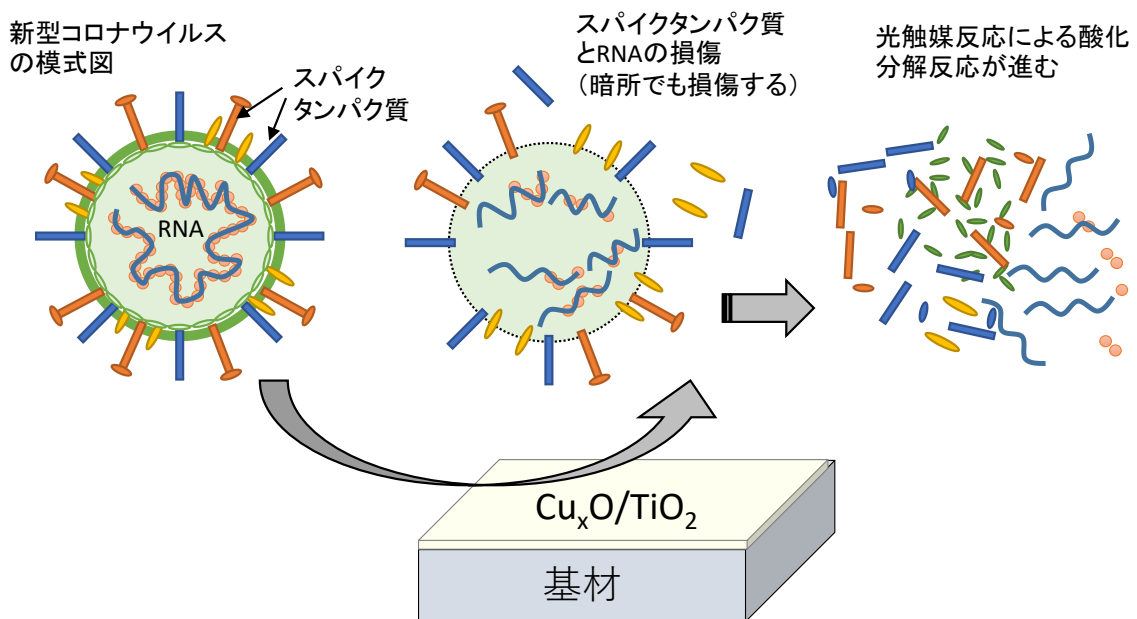 新型コロナウイルス
の模式図
スパイク
タンパク質
RNA
スパイクタンパク質
とRNAの損傷
（暗所でも損傷する）
光触媒反応による酸化
分解反応が進む
CuxO/TiO2
基材